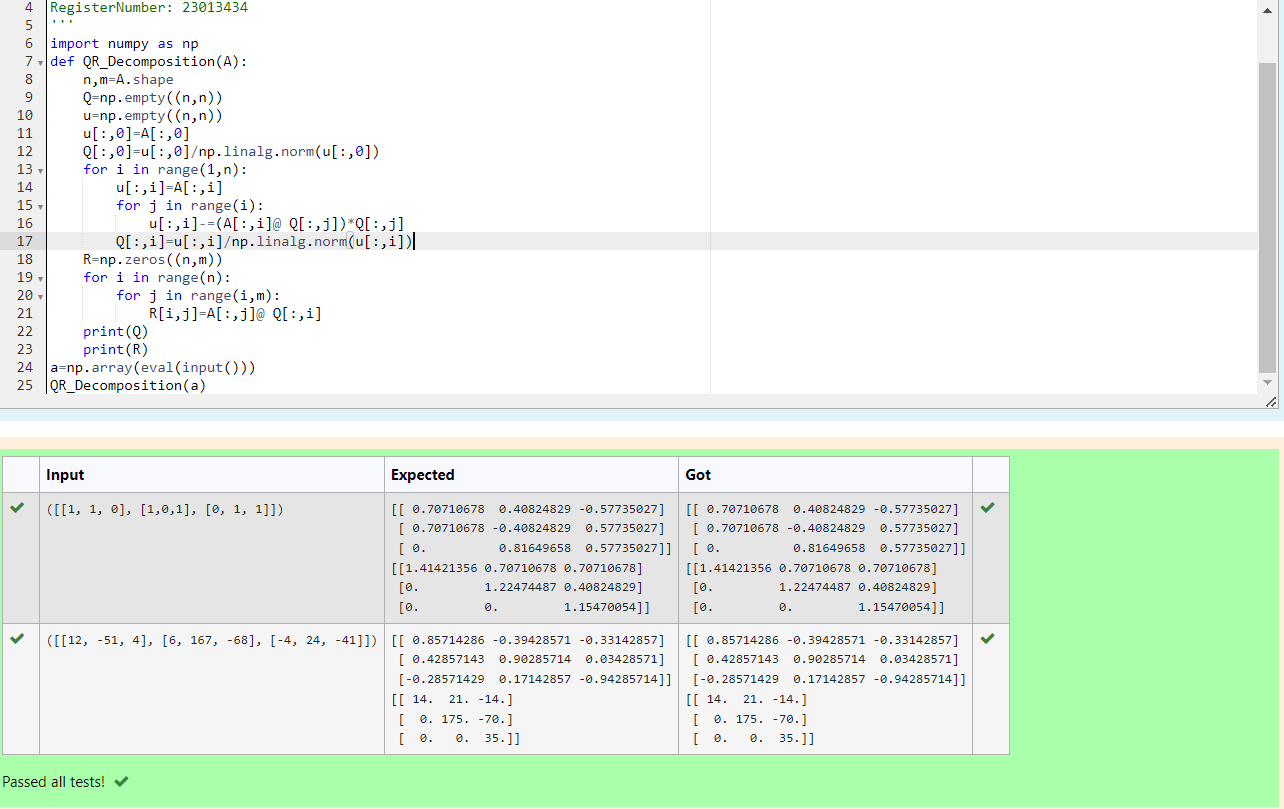 4 RegisterNumber: 23013434
5 '''
6 import numpy as np
7 def QR_Decomposition(A):
8     n,m=A.shape
9     Q=np.empty((n,n))
10     u=np.empty((n,n))
11     u[:,0]=A[:,0]
12     Q[:,0]=u[:,0]/np.linalg.norm(u[:,0])
13     for i in range(1,n):
14         u[:,i]=A[:,i]
15         for j in range(i):
16             u[:,i]-=(A[:,i]@ Q[:,j])*Q[:,j]
17         Q[:,i]=u[:,i]/np.linalg.norm(u[:,i])
18     R=np.zeros((n,m))
19     for i in range(n):
20         for j in range(i,m):
21             R[i,j]=A[:,j]@ Q[:,i]
22     print(Q)
23     print(R)
24 a=np.array(eval(input()))
25 QR_Decomposition(a)
Input Expected Got
([[1, 1, 0], [1,0,1], [0, 1, 1]]) [[ 0.70710678  0.40824829 -0.57735027] [[ 0.70710678  0.40824829 -0.57735027]
[ 0.70710678 -0.40824829  0.57735027] [ 0.70710678 -0.40824829  0.57735027]
[ 0.          0.81649658  0.57735027]] [ 0.          0.81649658  0.57735027]]
[[1.41421356 0.70710678 0.70710678] [[1.41421356 0.70710678 0.70710678]
[0.         1.22474487 0.40824829] [0.         1.22474487 0.40824829]
[0.         0.         1.15470054]] [0.         0.         1.15470054]]
([[12, -51, 4], [6, 167, -68], [-4, 24, -41]]) [[ 0.85714286 -0.39428571 -0.33142857] [[ 0.85714286 -0.39428571 -0.33142857]
[ 0.42857143  0.90285714  0.03428571] [ 0.42857143  0.90285714  0.03428571]
[-0.28571429  0.17142857 -0.94285714]] [-0.28571429  0.17142857 -0.94285714]]
[[ 14.  21. -14.] [[ 14.  21. -14.]
[  0. 175. -70.] [  0. 175. -70.]
[  0.   0.  35.]] [  0.   0.  35.]]
Passed all tests!